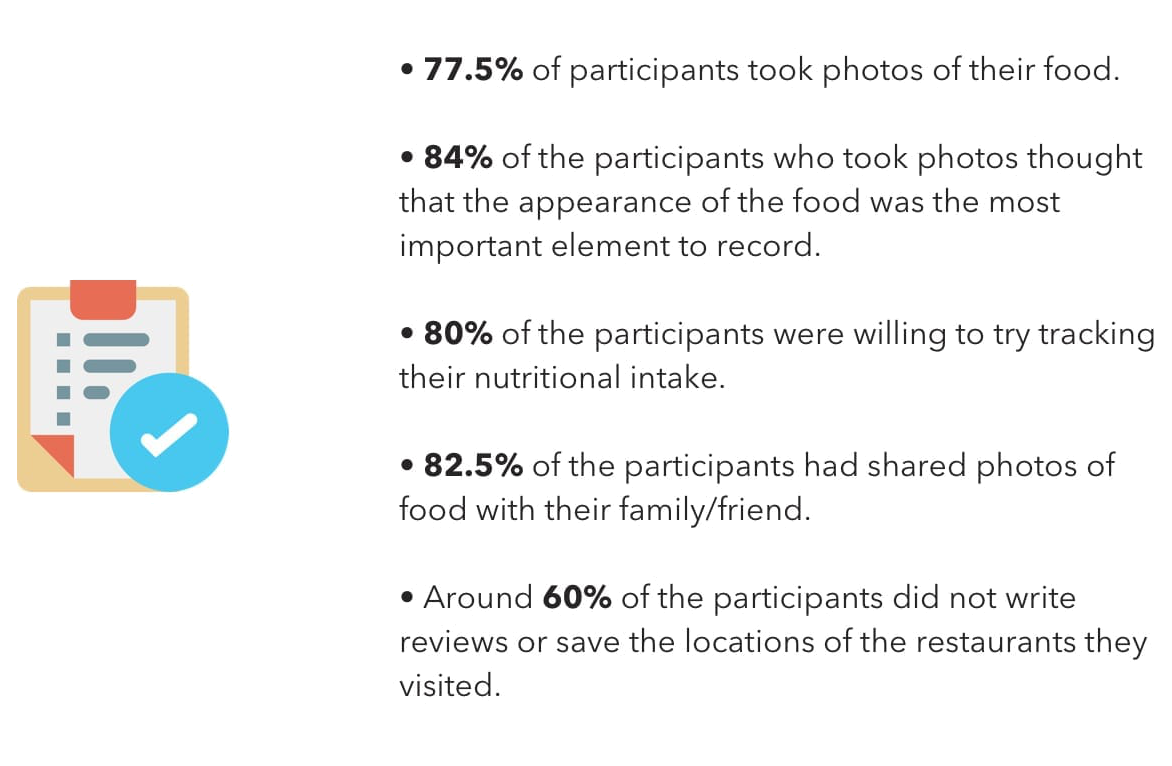 • 77.5% of participants took photos of their food.
• 84% of the participants who took photos thought
that the appearance of the food was the most
important element to record.
• 80% of the participants were willing to try tracking
their nutritional intake.
• 82.5% of the participants had shared photos of
food with their family/friend.
• Around 60% of the participants did not write
reviews or save the locations of the restaurants they
visited.